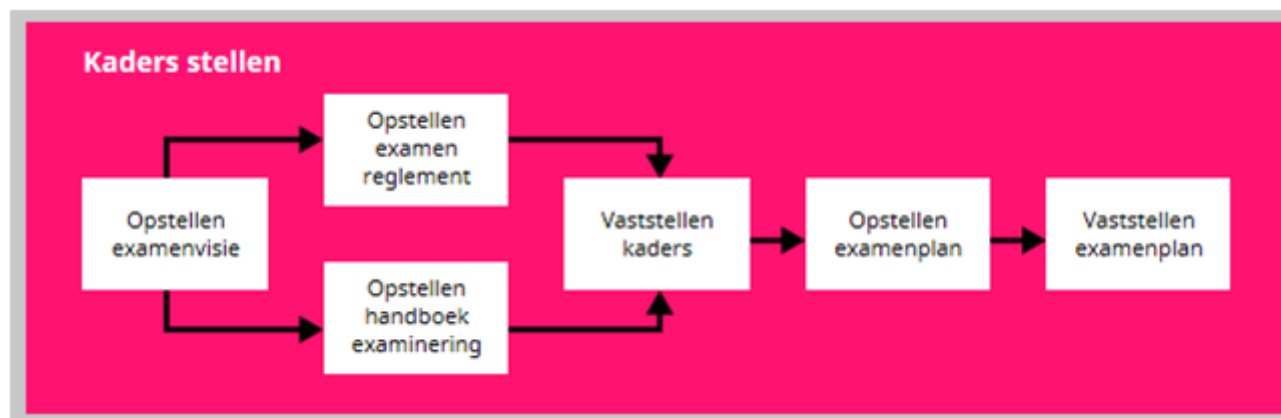 Kaders stellen
Opstellen
examen
reglement
Opstellen
examenvisie
Opstellen
handboek
examinering
Vaststellen
kaders
Opstellen
examenplan
Vaststellen
examenplan